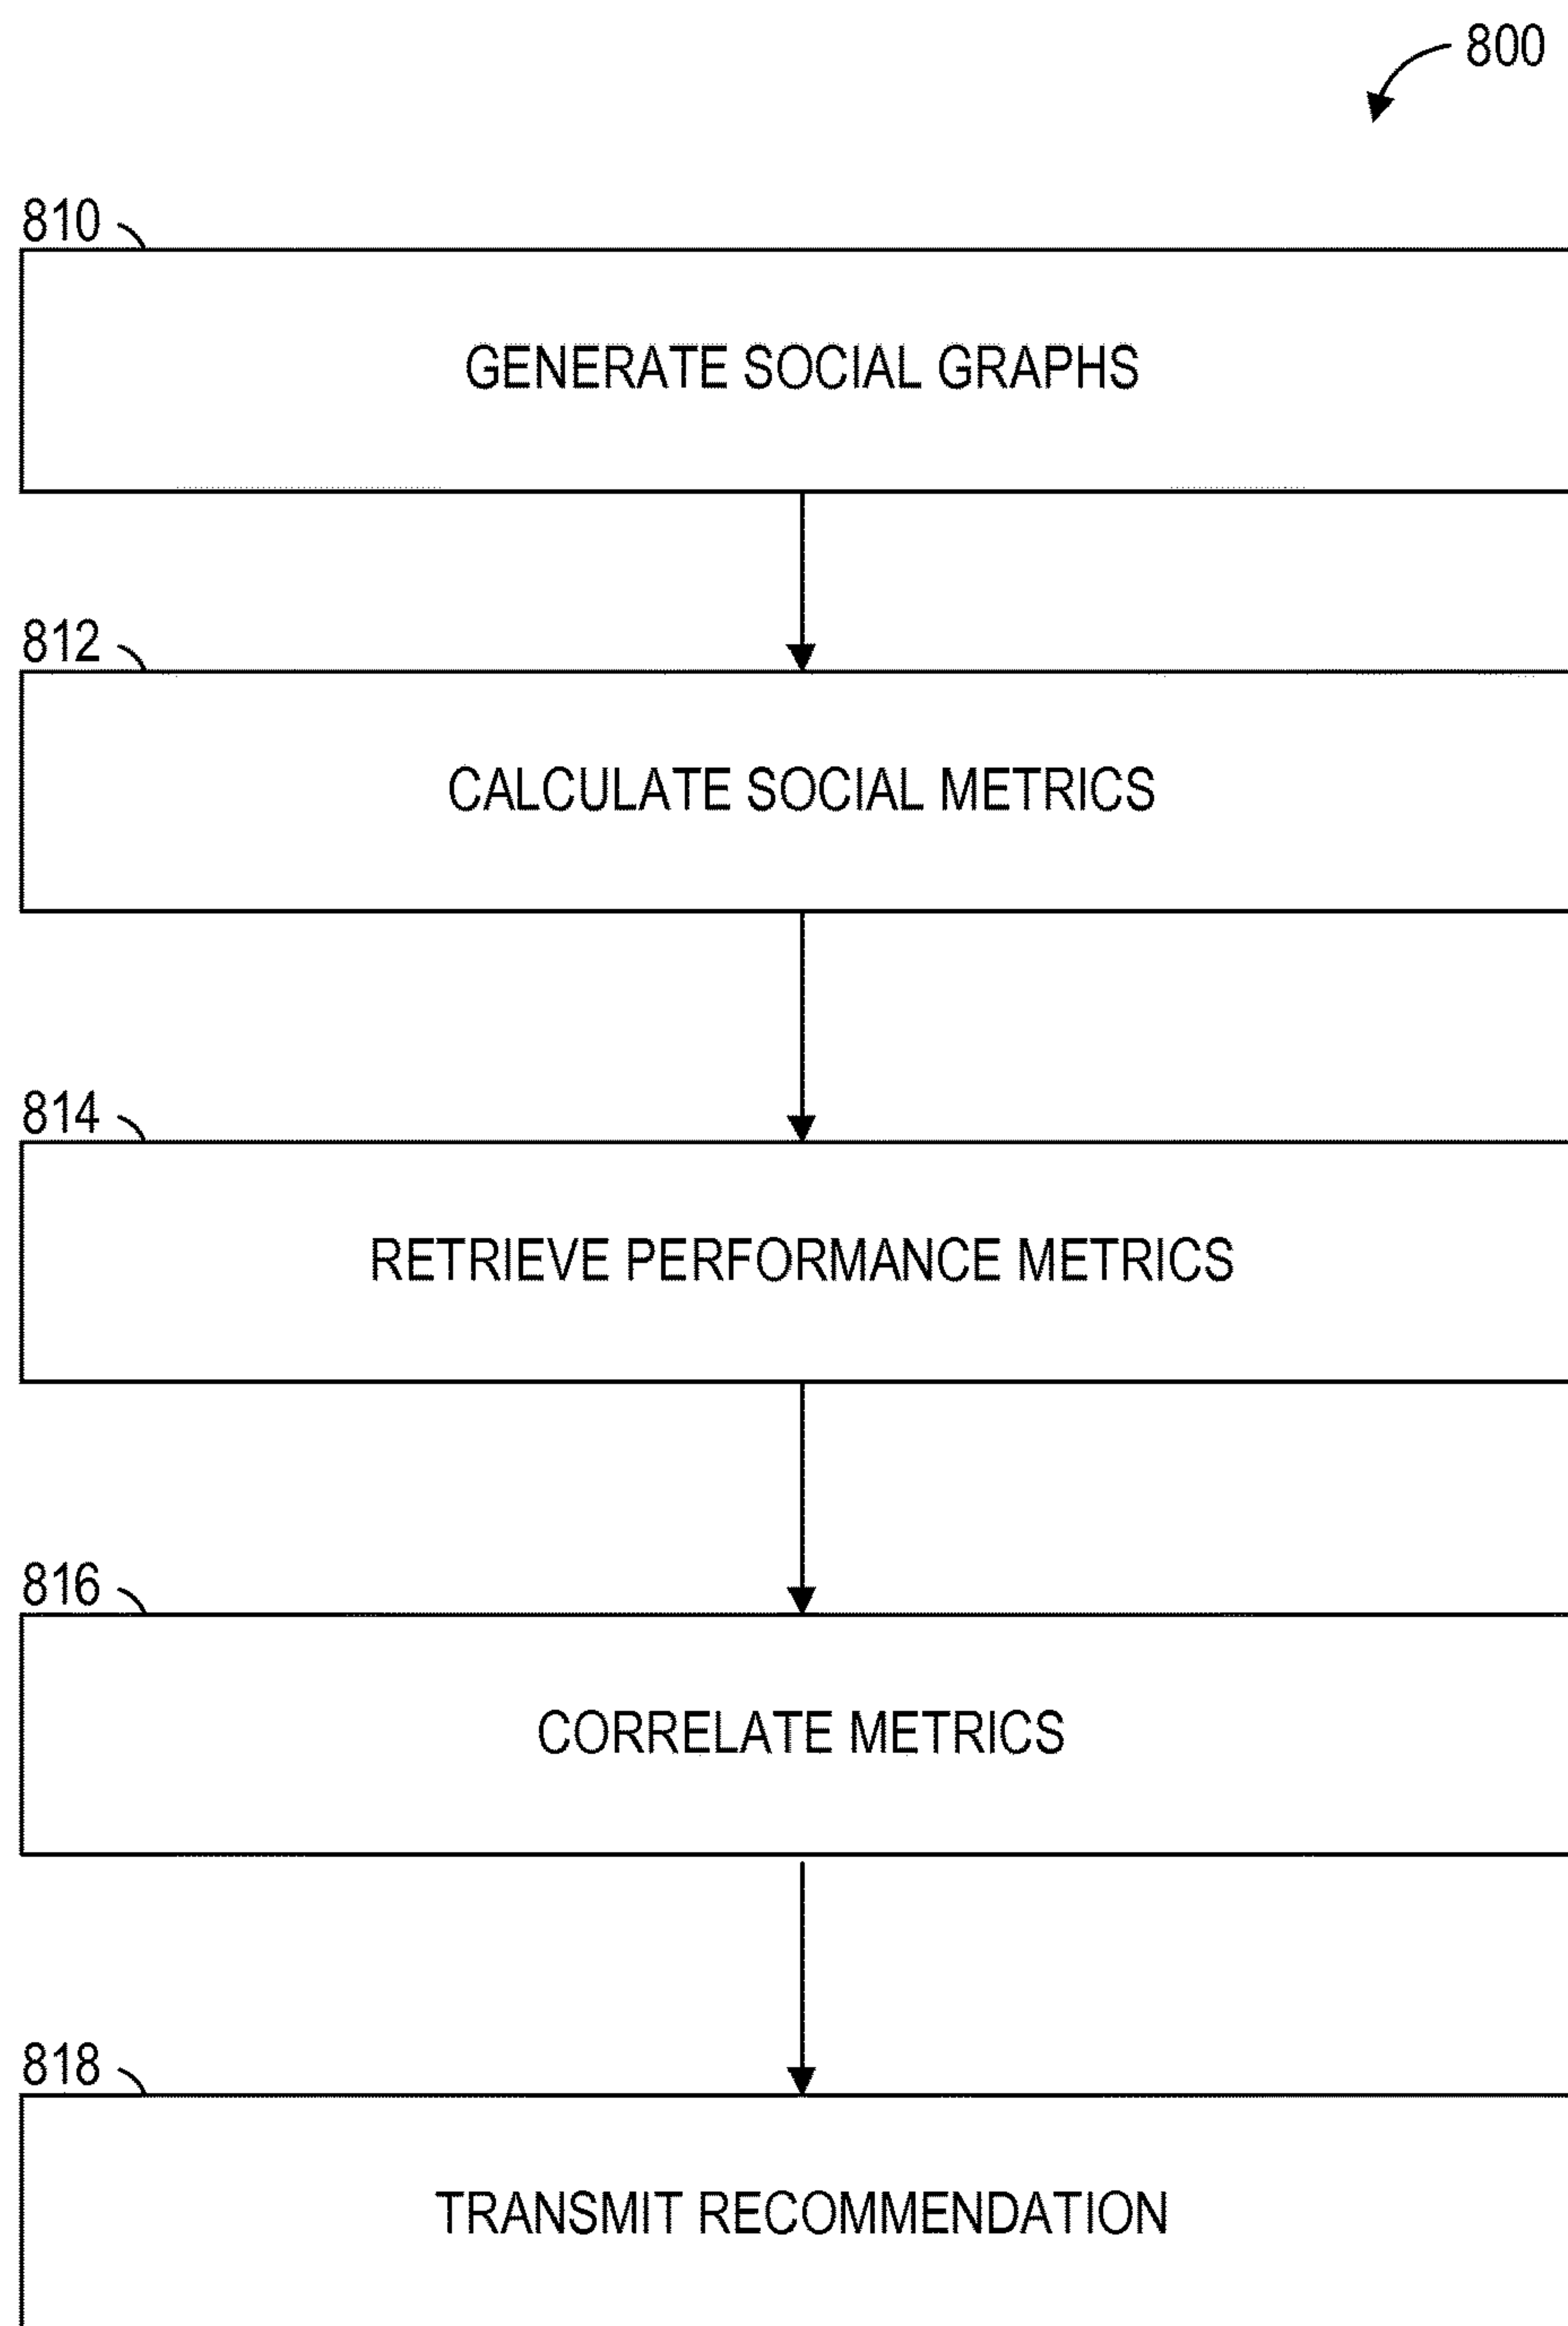 800
810
GENERATE SOCIAL GRAPHS
812
CALCULATE SOCIAL METRICS
814
RETRIEVE PERFORMANCE METRICS
816
CORRELATE METRICS
818
TRANSMIT RECOMMENDATION